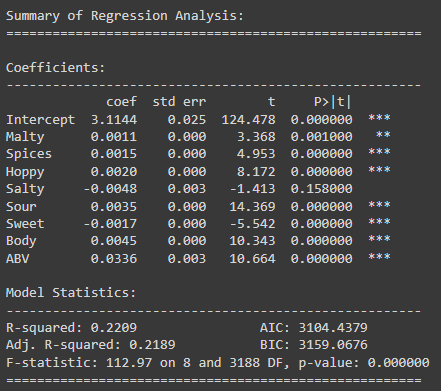 Summary of Regression Analysis:
======================================================
Coefficients:
------------------------------------------------------
             coef  std err        t     P>|t|
Intercept  3.1144    0.025  124.478  0.000000  ***
Malty      0.0011    0.000    3.368  0.001000   **
Spices     0.0015    0.000    4.953  0.000000  ***
Hoppy      0.0020    0.000    8.172  0.000000  ***
Salty     -0.0048    0.003   -1.413  0.158000
Sour       0.0035    0.000   14.369  0.000000  ***
Sweet     -0.0017    0.000   -5.542  0.000000  ***
Body       0.0045    0.000   10.343  0.000000  ***
ABV        0.0336    0.003   10.664  0.000000  ***
Model Statistics:
------------------------------------------------------
R-squared: 0.2209                AIC: 3104.4379
Adj. R-squared: 0.2189           BIC: 3159.0676
F-statistic: 112.97 on 8 and 3188 DF, p-value: 0.000000
======================================================